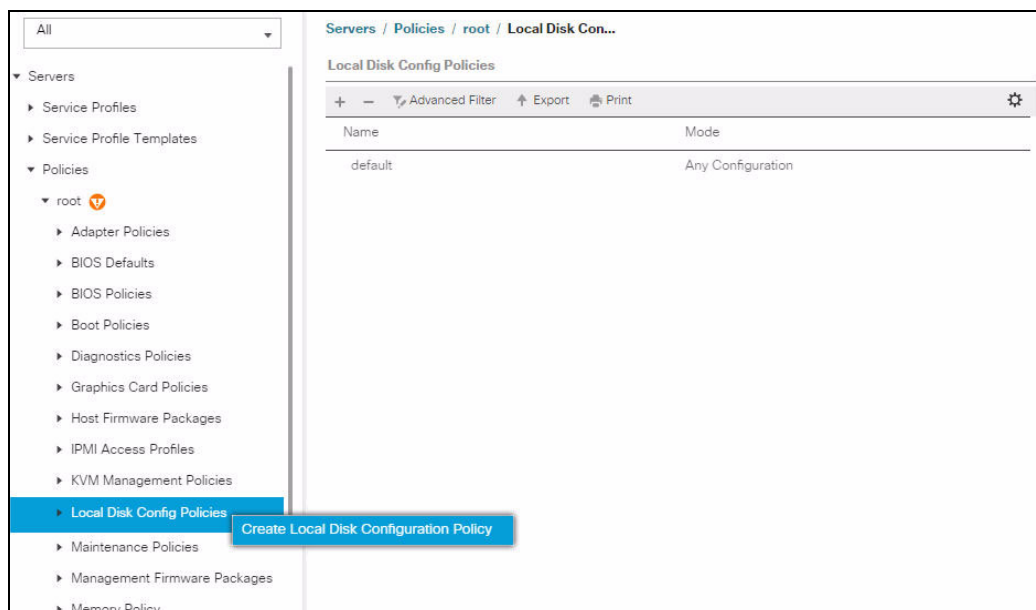 All
Servers
Service Profiles
Service Profile Templates
Policies
root
Adapter Policies
BIOS Defaults
BIOS Policies
Boot Policies
Diagnostics Policies
Graphics Card Policies
Host Firmware Packages
IPMI Access Profiles
KVM Management Policies
Local Disk Config Policies
Create Local Disk Configuration Policy
Maintenance Policies
Management Firmware Packages
Memory Policy
Servers / Policies / root / Local Disk Con...
Local Disk Config Policies
+ − Advanced Filter Export Print
Name Mode
default Any Configuration